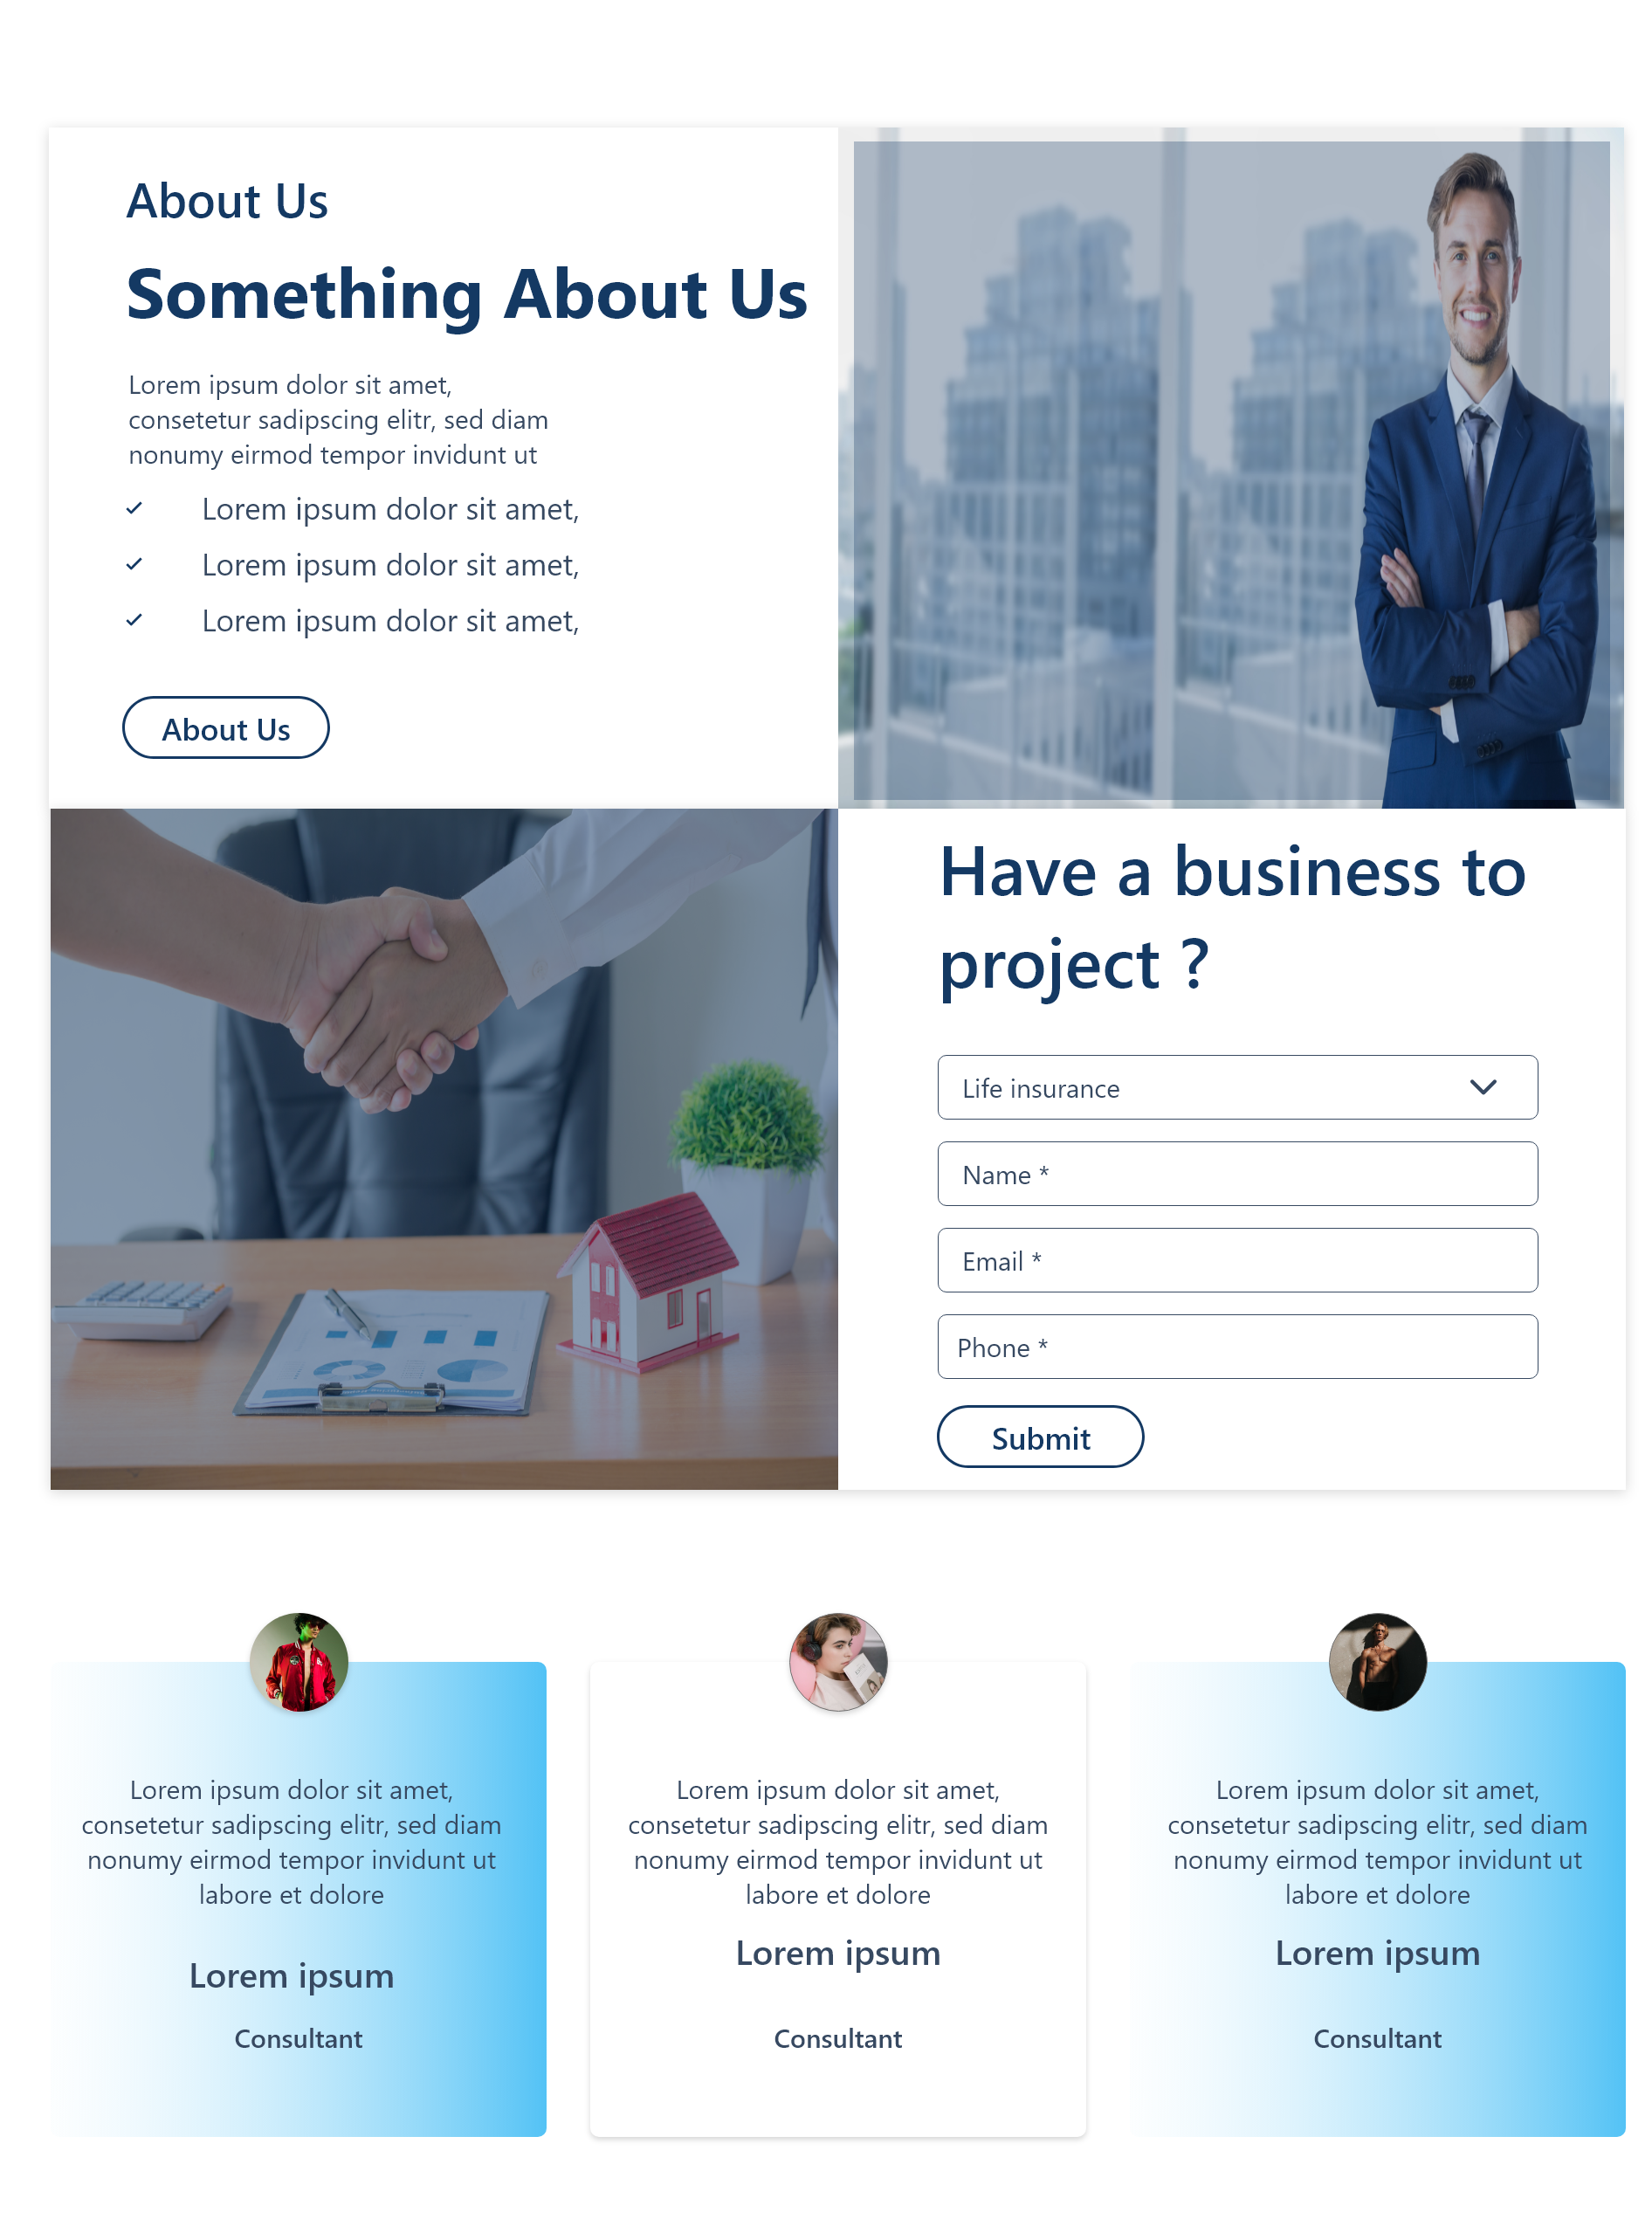 About Us
Something About Us
Lorem ipsum dolor sit amet,
consetetur sadipscing elitr, sed diam
nonumy eirmod tempor invidunt ut
Lorem ipsum dolor sit amet,
Lorem ipsum dolor sit amet,
Lorem ipsum dolor sit amet,
About Us
Have a business to
project ?
Life insurance
Name *
Email *
Phone *
Submit
Lorem ipsum dolor sit amet,
consetetur sadipscing elitr, sed diam
nonumy eirmod tempor invidunt ut
labore et dolore
Lorem ipsum
Consultant
Lorem ipsum dolor sit amet,
consetetur sadipscing elitr, sed diam
nonumy eirmod tempor invidunt ut
labore et dolore
Lorem ipsum
Consultant
Lorem ipsum dolor sit amet,
consetetur sadipscing elitr, sed diam
nonumy eirmod tempor invidunt ut
labore et dolore
Lorem ipsum
Consultant